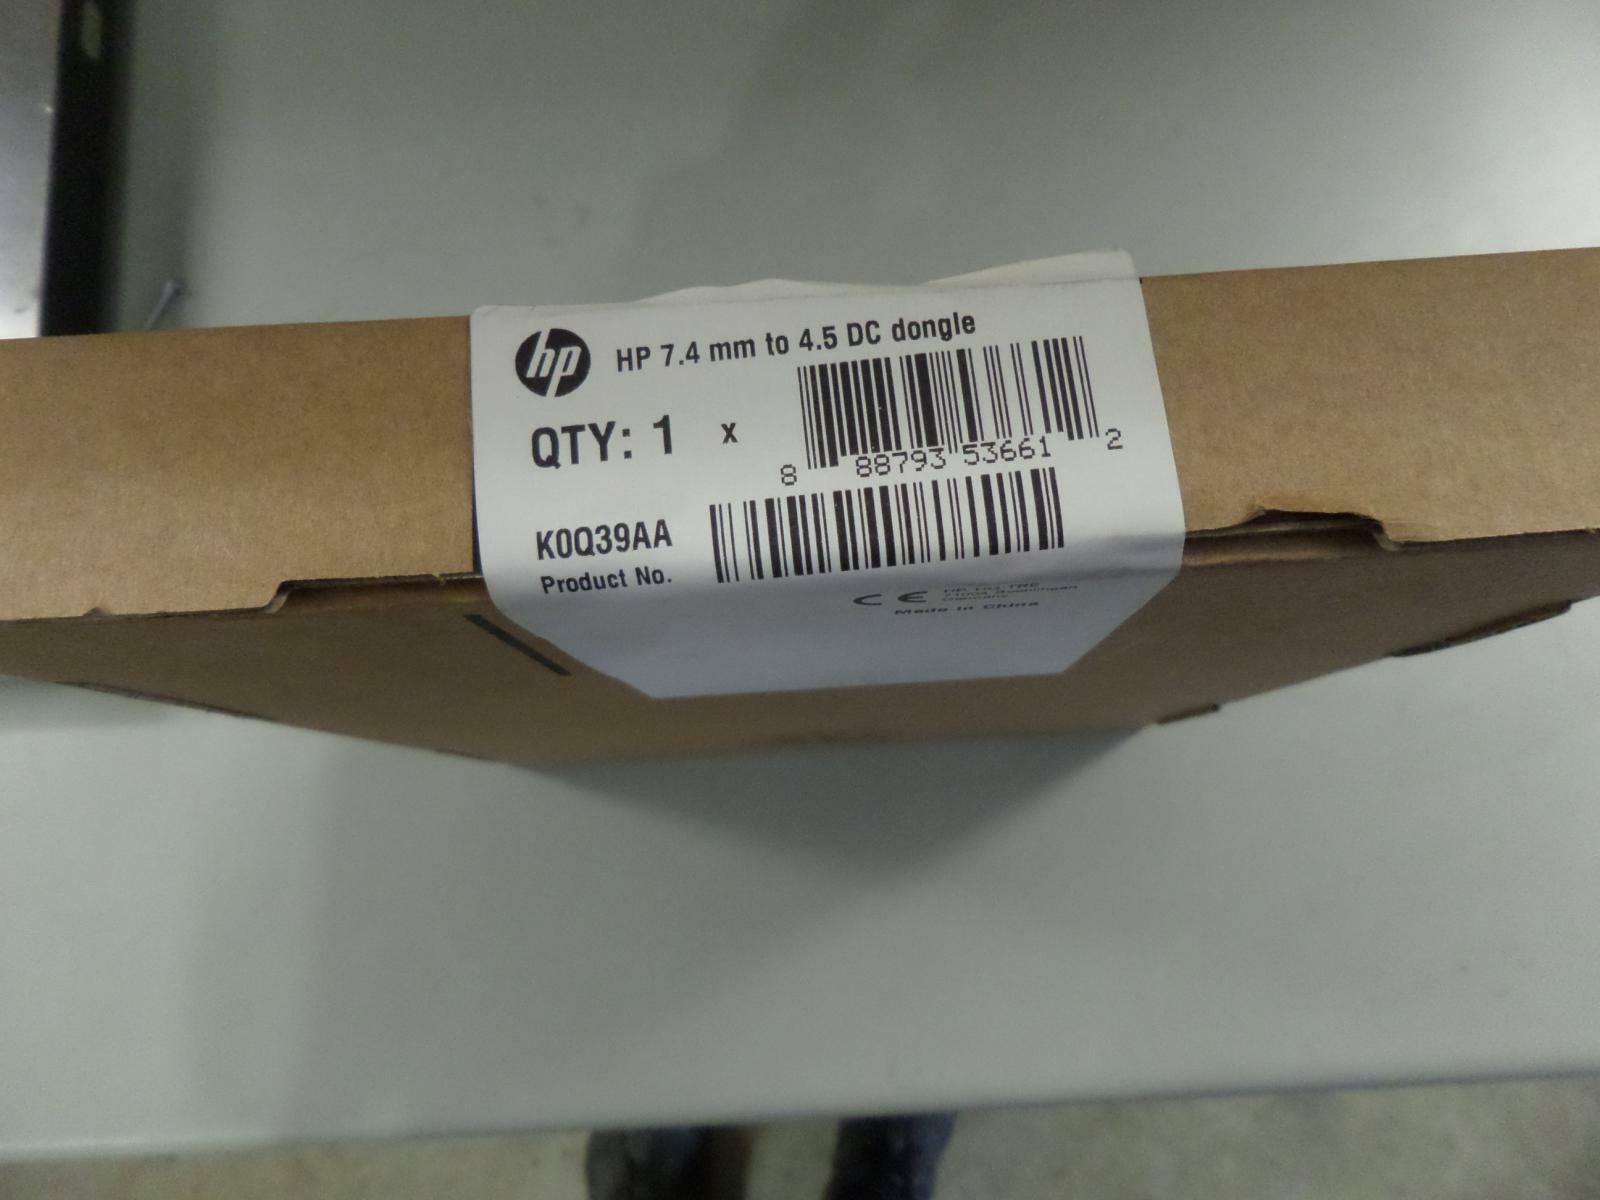 hp HP 7.4 mm to 4.5 DC dongle
QTY: 1 x
8 88793 53661 2
K0Q39AA
Product No.
CE
Germany
Made in China